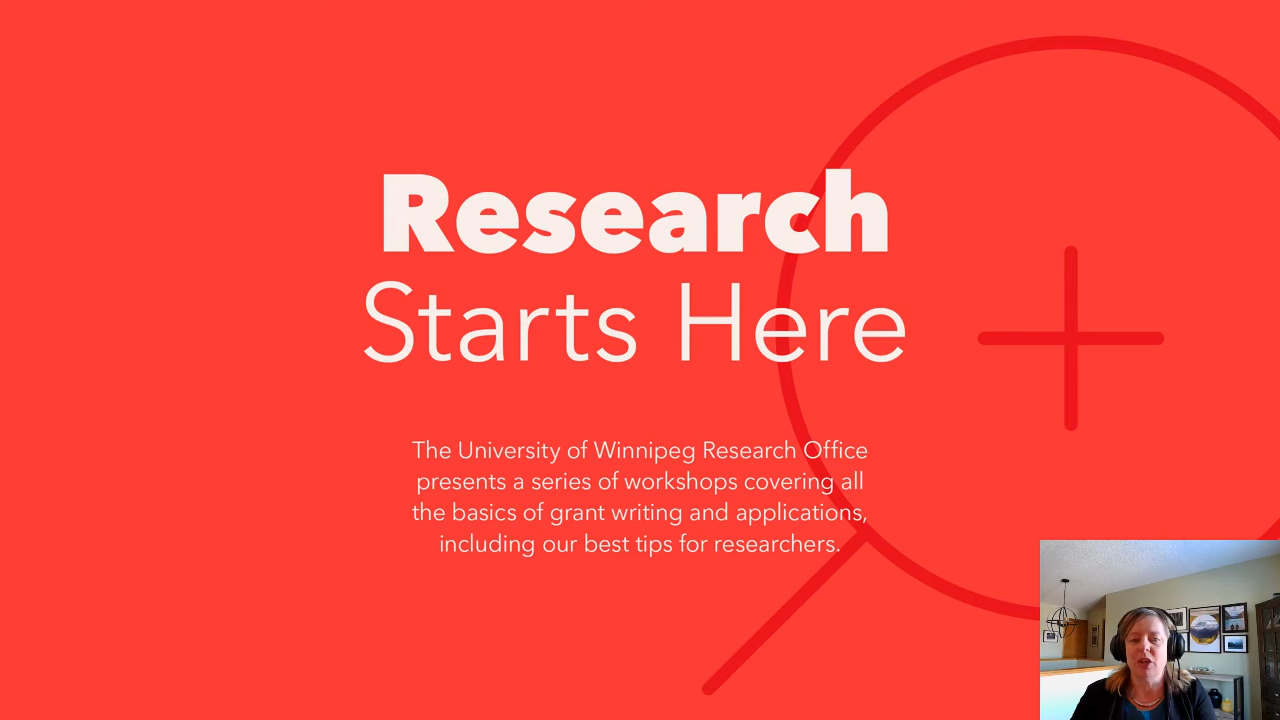 Research
Starts Here
The University of Winnipeg Research Office
presents a series of workshops covering all
the basics of grant writing and applications,
including our best tips for researchers.